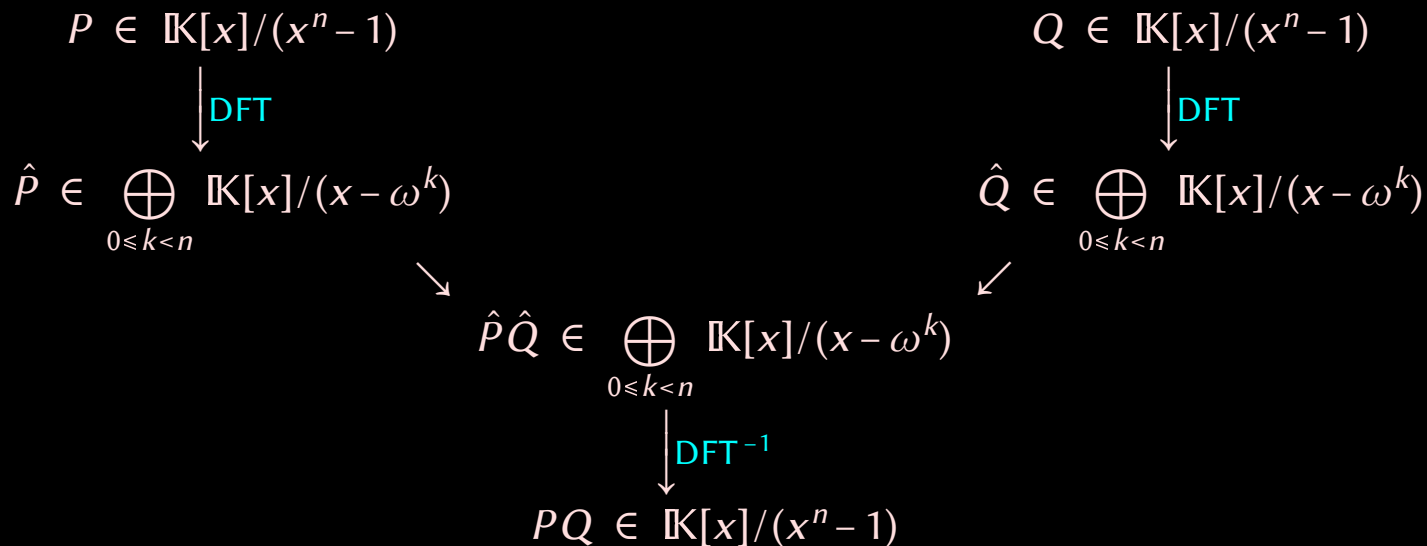 P ∈ 𝕂[x]/(xⁿ − 1) Q ∈ 𝕂[x]/(xⁿ − 1)
DFT DFT
P̂ ∈ ⨁ 𝕂[x]/(x − ωᵏ) Q̂ ∈ ⨁ 𝕂[x]/(x − ωᵏ)
0⩽k<n 0⩽k<n
P̂Q̂ ∈ ⨁ 𝕂[x]/(x − ωᵏ)
0⩽k<n
DFT⁻¹
PQ ∈ 𝕂[x]/(xⁿ − 1)